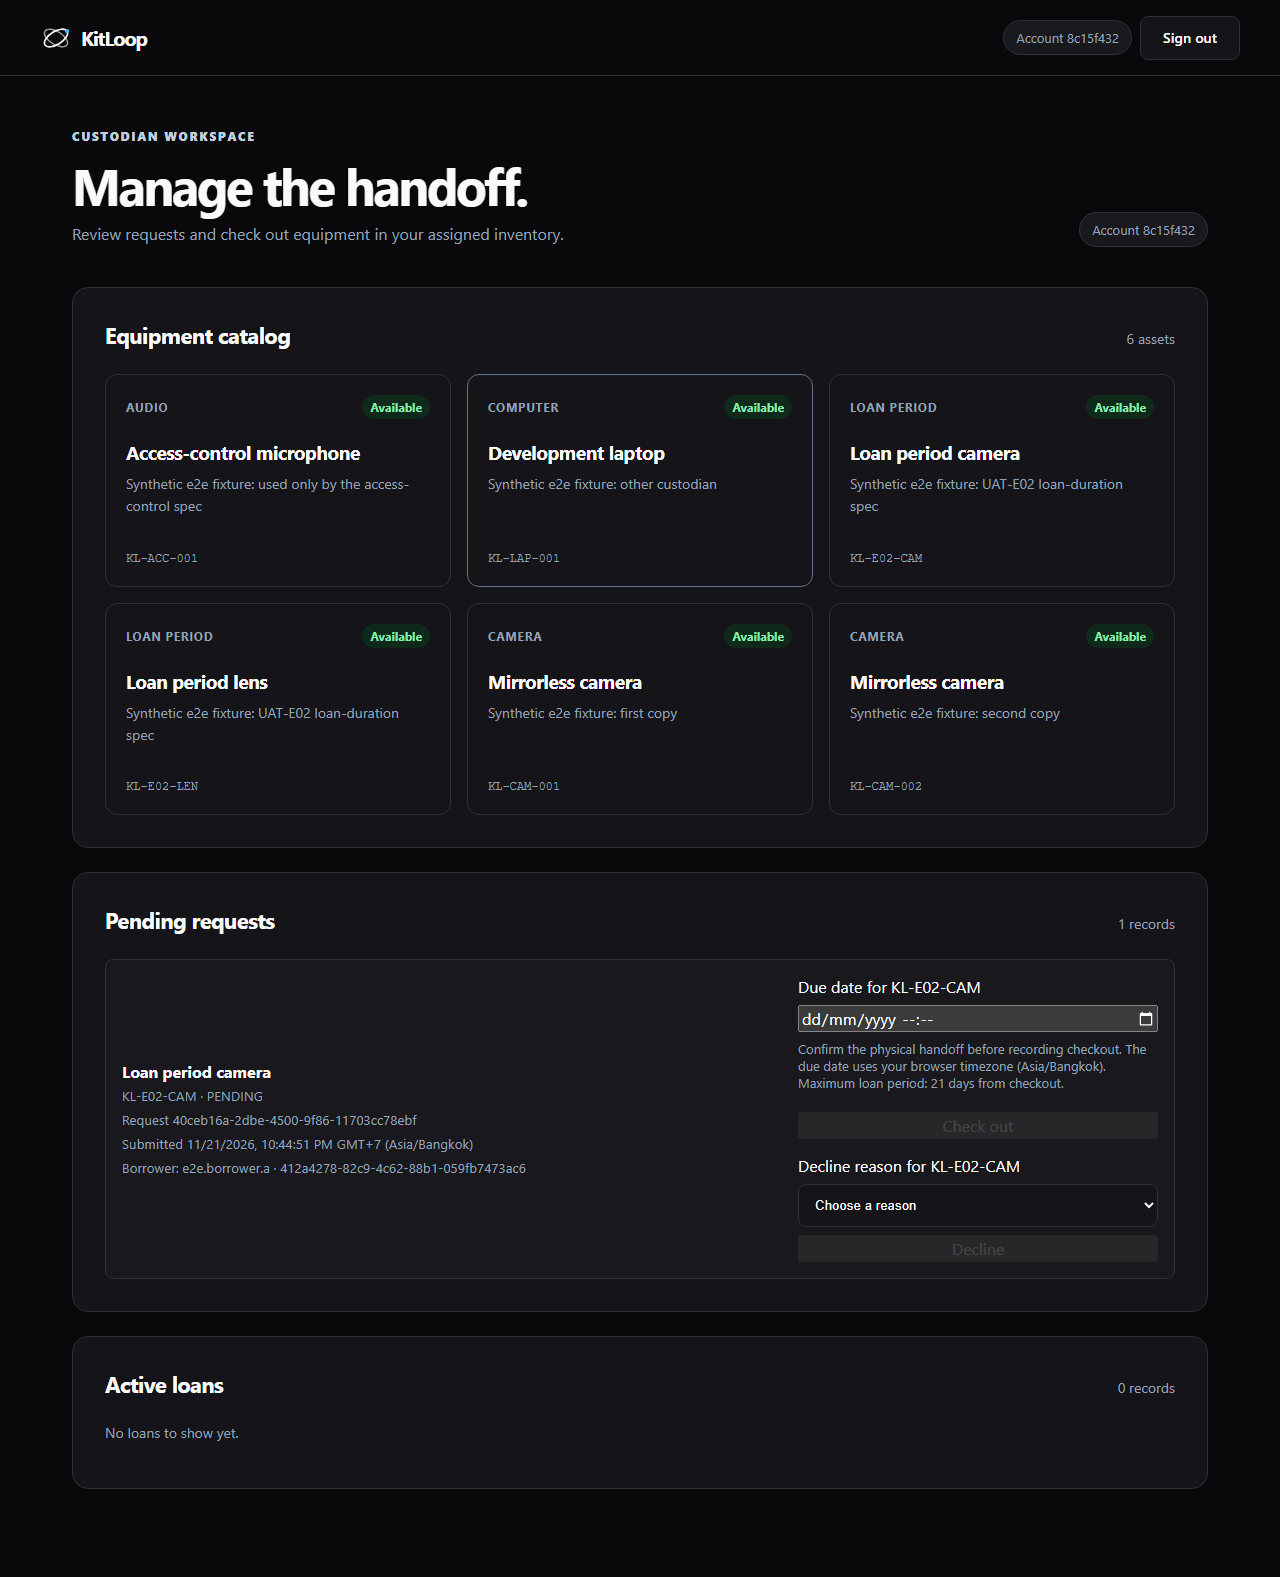 KitLoop
Account 8c15f432
Sign out
CUSTODIAN WORKSPACE
Manage the handoff.
Review requests and check out equipment in your assigned inventory.
Account 8c15f432
Equipment catalog
6 assets
AUDIO
Available
Access-control microphone
Synthetic e2e fixture: used only by the access-
control spec
KL-ACC-001
COMPUTER
Available
Development laptop
Synthetic e2e fixture: other custodian
KL-LAP-001
LOAN PERIOD
Available
Loan period camera
Synthetic e2e fixture: UAT-E02 loan-duration
spec
KL-E02-CAM
LOAN PERIOD
Available
Loan period lens
Synthetic e2e fixture: UAT-E02 loan-duration
spec
KL-E02-LEN
CAMERA
Available
Mirrorless camera
Synthetic e2e fixture: first copy
KL-CAM-001
CAMERA
Available
Mirrorless camera
Synthetic e2e fixture: second copy
KL-CAM-002
Pending requests
1 records
Loan period camera
KL-E02-CAM · PENDING
Request 40ceb16a-2dbe-4500-9f86-11703cc78ebf
Submitted 11/21/2026, 10:44:51 PM GMT+7 (Asia/Bangkok)
Borrower: e2e.borrower.a · 412a4278-82c9-4c62-88b1-059fb7473ac6
Due date for KL-E02-CAM
dd/mm/yyyy --:--
Confirm the physical handoff before recording checkout. The
due date uses your browser timezone (Asia/Bangkok).
Maximum loan period: 21 days from checkout.
Check out
Decline reason for KL-E02-CAM
Choose a reason
Decline
Active loans
0 records
No loans to show yet.